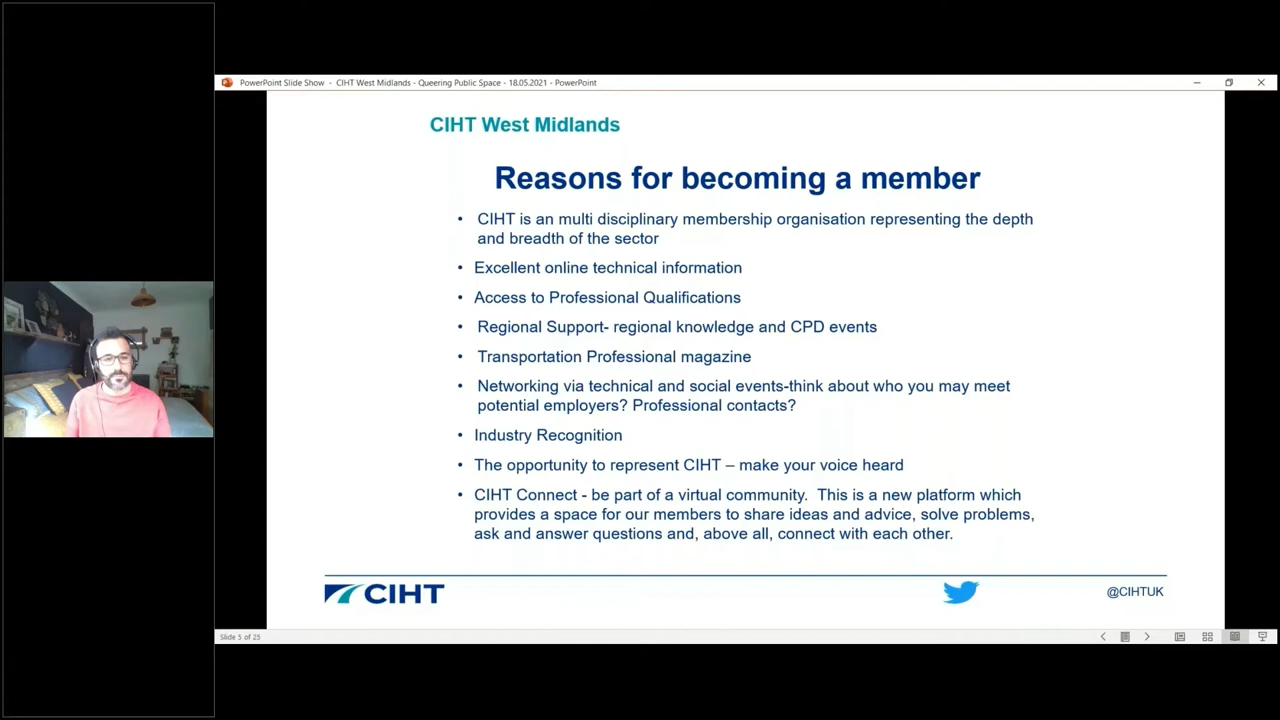 PowerPoint Slide Show - CIHT West Midlands - Queering Public Space - 18.05.2021 - PowerPoint
CIHT West Midlands
Reasons for becoming a member
• CIHT is an multi disciplinary membership organisation representing the depth
and breadth of the sector
• Excellent online technical information
• Access to Professional Qualifications
• Regional Support- regional knowledge and CPD events
• Transportation Professional magazine
• Networking via technical and social events-think about who you may meet
potential employers? Professional contacts?
• Industry Recognition
• The opportunity to represent CIHT – make your voice heard
• CIHT Connect - be part of a virtual community. This is a new platform which
provides a space for our members to share ideas and advice, solve problems,
ask and answer questions and, above all, connect with each other.
CIHT
@CIHTUK
Slide 5 of 25